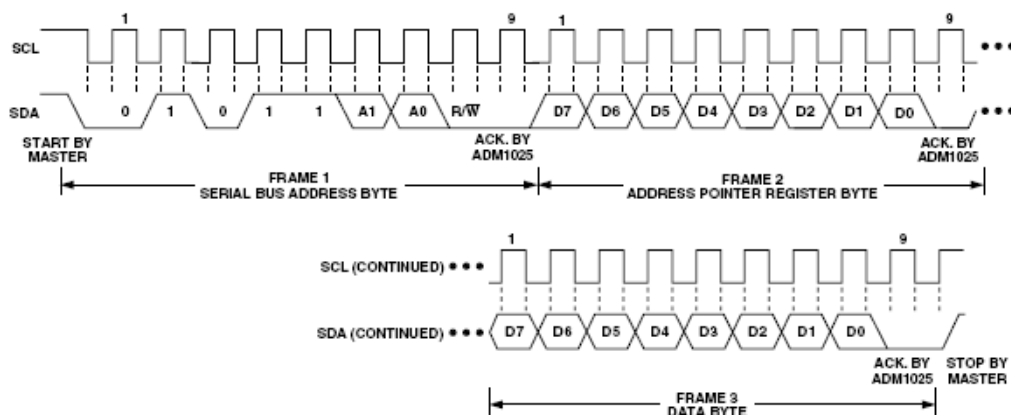 1 9 1 9
SCL
SDA 0 1 0 1 1 A1 A0 R/W D7 D6 D5 D4 D3 D2 D1 D0
START BY
MASTER
ACK. BY
ADM1025
ACK. BY
ADM1025
FRAME 1
SERIAL BUS ADDRESS BYTE
FRAME 2
ADDRESS POINTER REGISTER BYTE
1 9
SCL (CONTINUED)
SDA (CONTINUED) D7 D6 D5 D4 D3 D2 D1 D0
ACK. BY
ADM1025
STOP BY
MASTER
FRAME 3
DATA BYTE